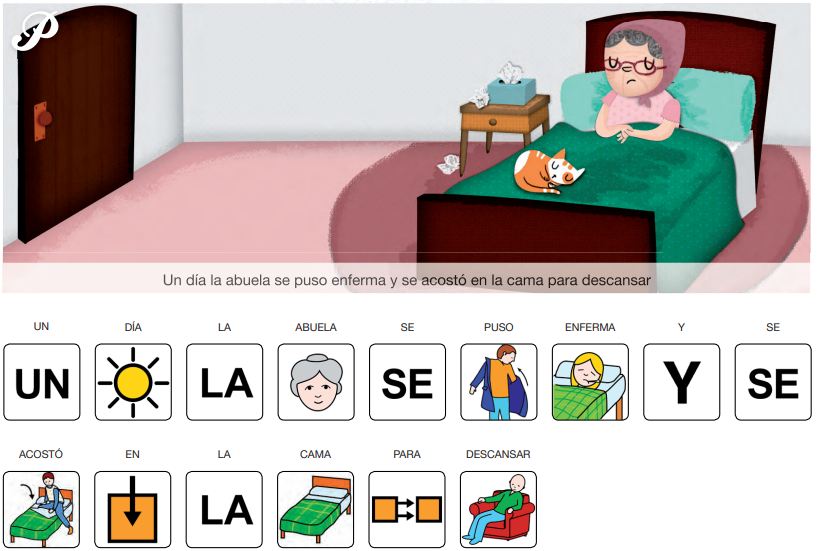 P
Un día la abuela se puso enferma y se acostó en la cama para descansar
UN DÍA LA ABUELA SE PUSO ENFERMA Y SE
UN LA SE Y SE
ACOSTÓ EN LA CAMA PARA DESCANSAR
LA